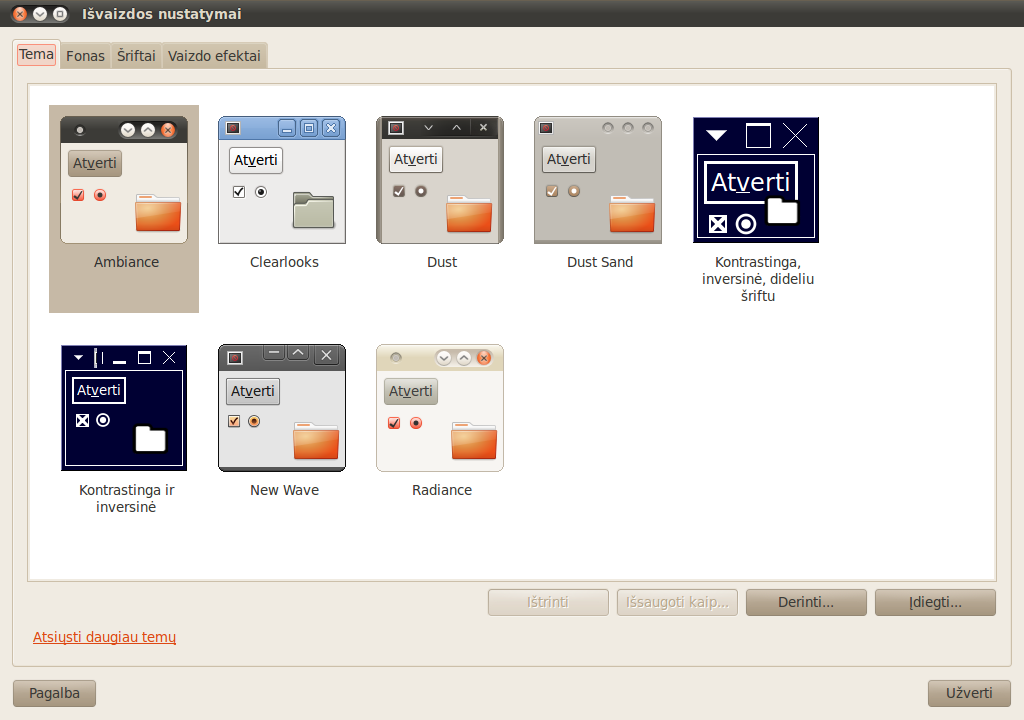 Išvaizdos nustatymai
Tema Fonas Šriftai Vaizdo efektai
Atverti Atverti Atverti Atverti Atverti
Ambiance Clearlooks Dust Dust Sand Kontrastinga,
inversinė, dideliu
šriftu
Atverti Atverti Atverti
Kontrastinga ir New Wave Radiance
inversinė
Ištrinti Išsaugoti kaip... Derinti... Įdiegti...
Atsiųsti daugiau temų
Pagalba Užverti